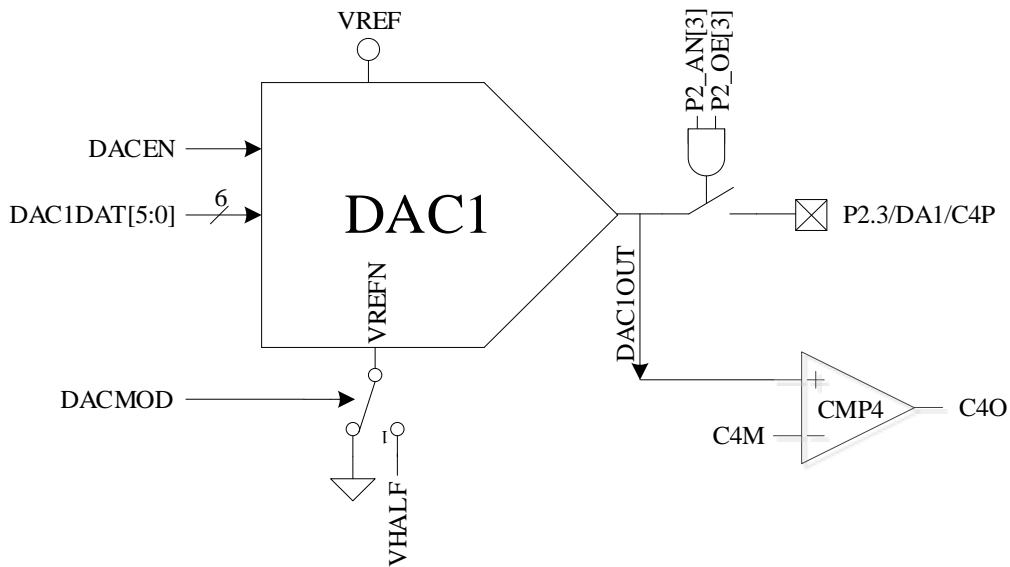 VREF
P2_AN[3]
P2_OE[3]
DACEN
DAC1DAT[5:0]
6
DAC1
P2.3/DA1/C4P
VREFN
DAC1OUT
DACMOD
1
VHALF
+
CMP4
C4O
C4M